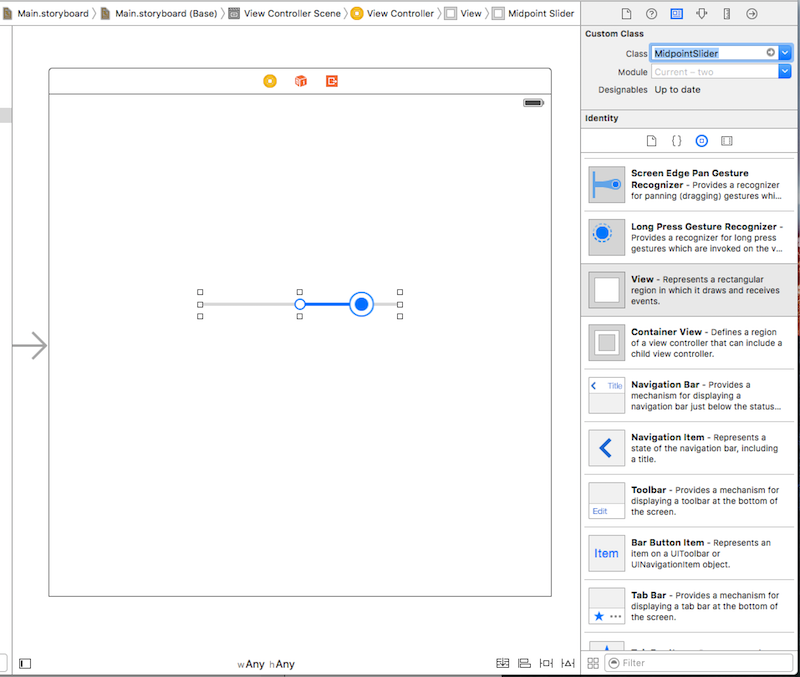 Main.storyboard Main.storyboard (Base) View Controller Scene View Controller View Midpoint Slider
Custom Class
Class MidpointSlider
Module Current – two
Designables Up to date
Identity
Screen Edge Pan Gesture
Recognizer - Provides a recognizer
for panning (dragging) gestures whi...
Long Press Gesture Recognizer -
Provides a recognizer for long press
gestures which are invoked on the v...
View - Represents a rectangular
region in which it draws and receives
events.
Container View - Defines a region
of a view controller that can include a
child view controller.
Title
Navigation Bar - Provides a
mechanism for displaying a
navigation bar just below the status...
Navigation Item - Represents a
state of the navigation bar, including
a title.
Edit
Toolbar - Provides a mechanism for
displaying a toolbar at the bottom of
the screen.
Item
Bar Button Item - Represents an
item on a UIToolbar or
UINavigationItem object.
Tab Bar - Provides a mechanism for
displaying a tab bar at the bottom of
the screen.
wAny hAny
Filter